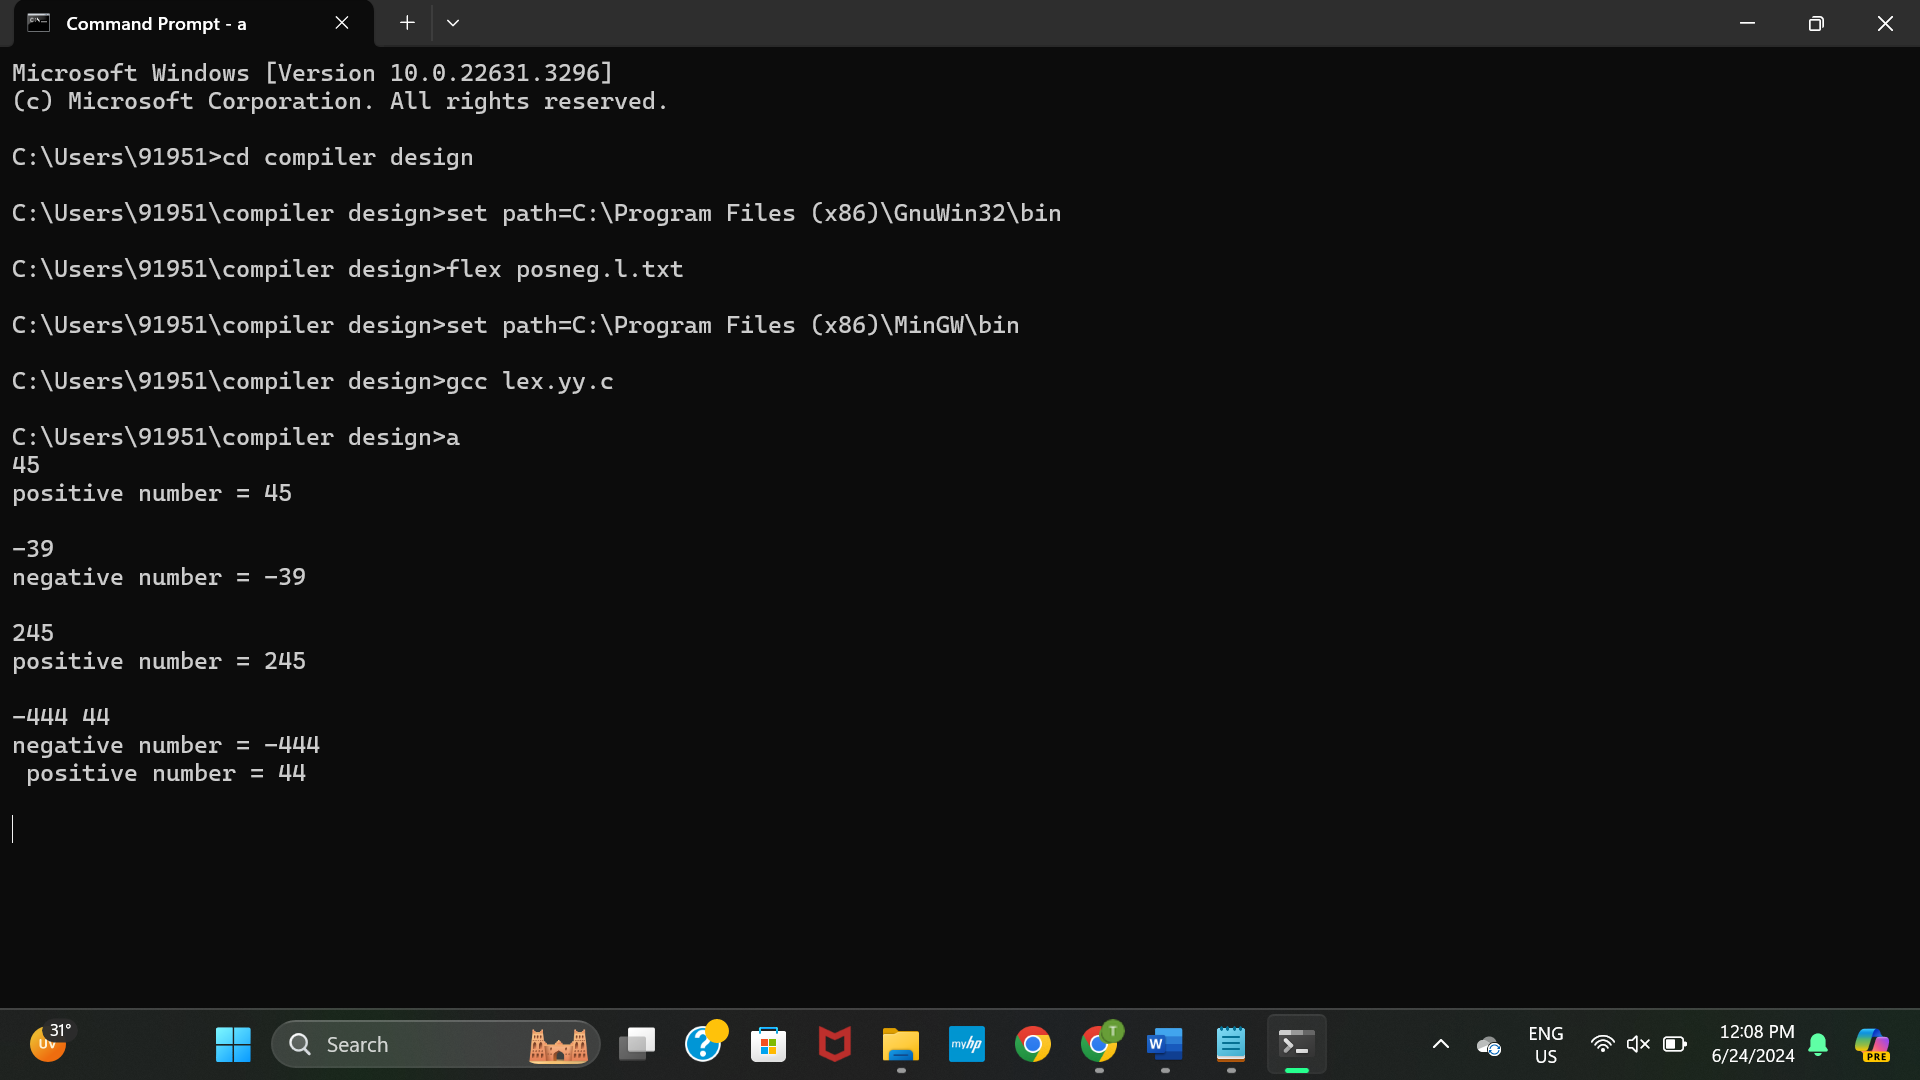 Command Prompt - a
Microsoft Windows [Version 10.0.22631.3296]
(c) Microsoft Corporation. All rights reserved.
C:\Users\91951>cd compiler design
C:\Users\91951\compiler design>set path=C:\Program Files (x86)\GnuWin32\bin
C:\Users\91951\compiler design>flex posneg.l.txt
C:\Users\91951\compiler design>set path=C:\Program Files (x86)\MinGW\bin
C:\Users\91951\compiler design>gcc lex.yy.c
C:\Users\91951\compiler design>a
45
positive number = 45
-39
negative number = -39
245
positive number = 245
-444 44
negative number = -444
 positive number = 44
31°
UV
Search
myhp
T
W
ENG
US
12:08 PM
6/24/2024
PRE